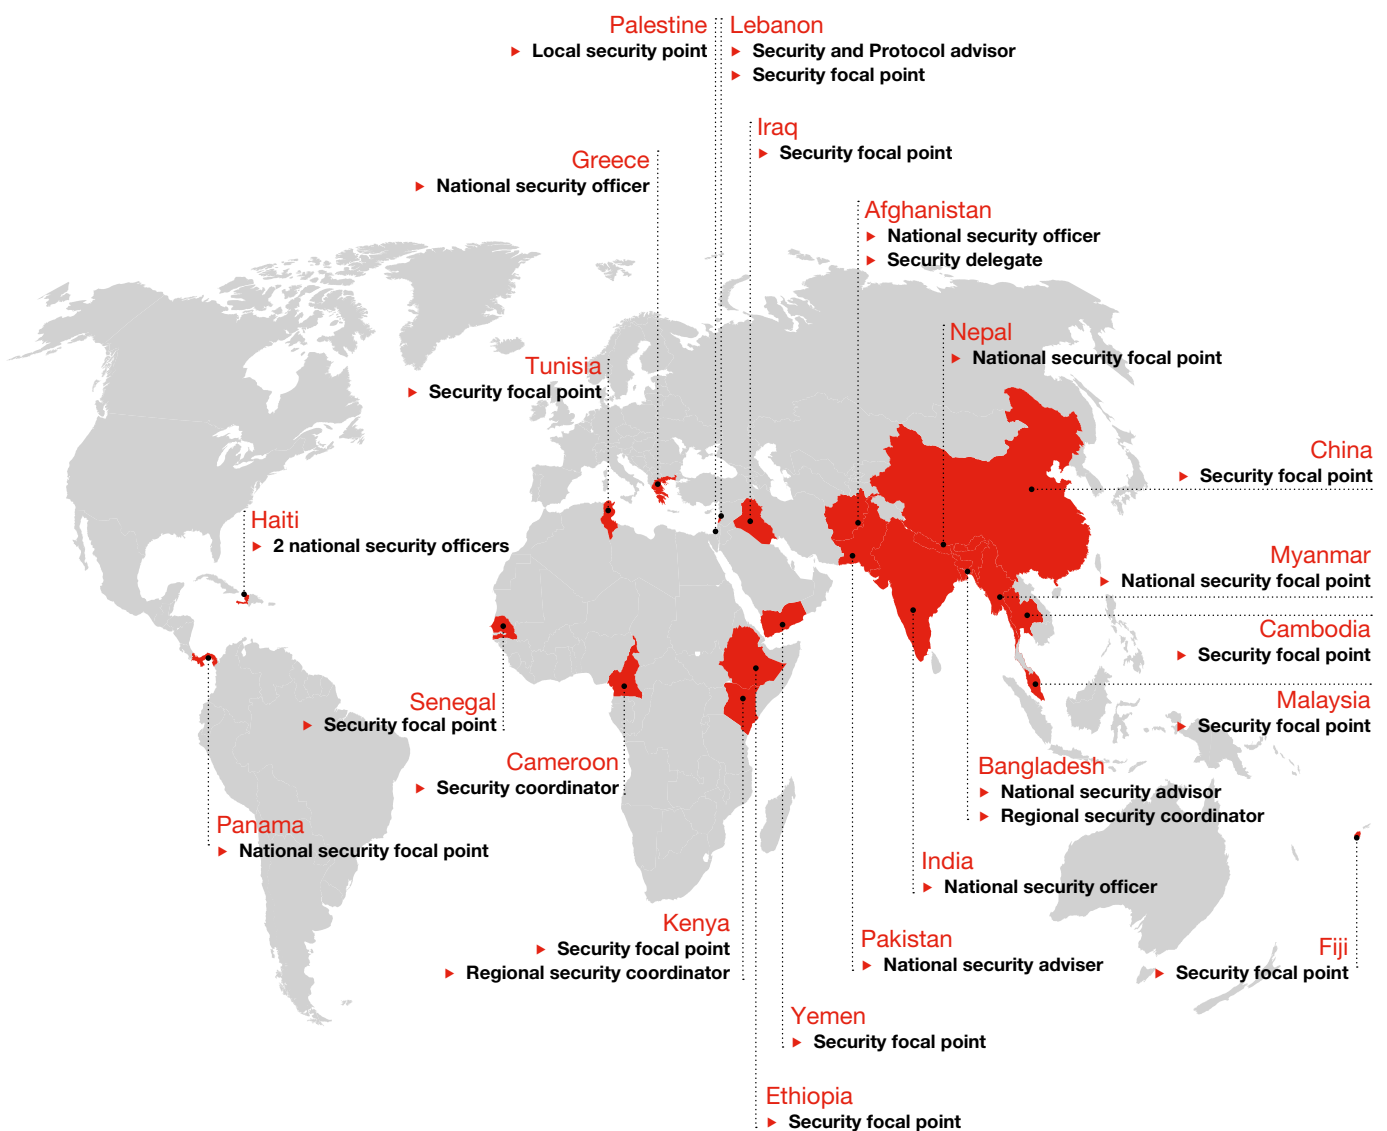 Palestine
▶ Local security point
Lebanon
▶ Security and Protocol advisor
▶ Security focal point
Iraq
▶ Security focal point
Greece
▶ National security officer
Afghanistan
▶ National security officer
▶ Security delegate
Nepal
▶ National security focal point
Tunisia
▶ Security focal point
China
▶ Security focal point
Haiti
▶ 2 national security officers
Myanmar
▶ National security focal point
Cambodia
▶ Security focal point
Malaysia
▶ Security focal point
Senegal
▶ Security focal point
Cameroon
▶ Security coordinator
Bangladesh
▶ National security advisor
▶ Regional security coordinator
Panama
▶ National security focal point
India
▶ National security officer
Kenya
▶ Security focal point
▶ Regional security coordinator
Pakistan
▶ National security adviser
Fiji
▶ Security focal point
Yemen
▶ Security focal point
Ethiopia
▶ Security focal point